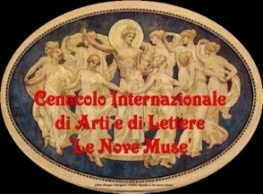 Cenacolo Internazionale
di Arti e di Lettere
'Le Nove Muse'